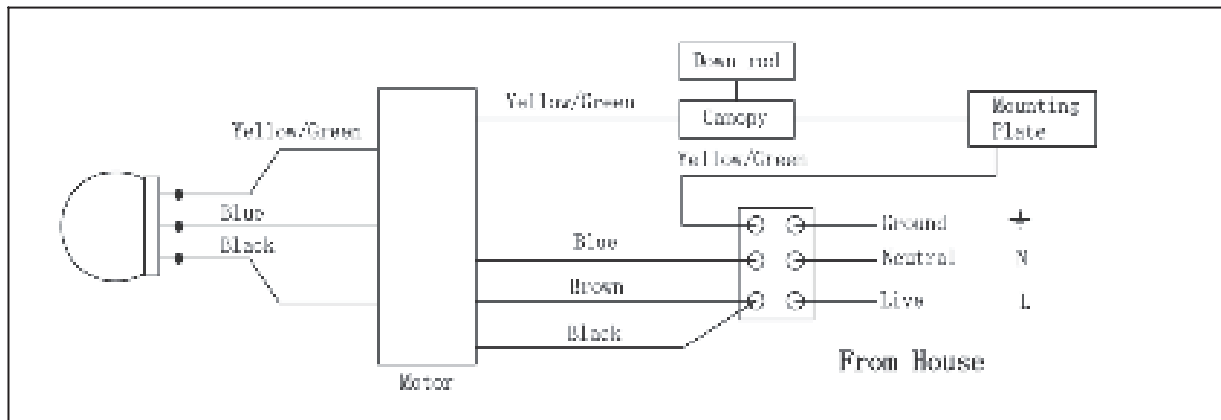 Down rod
Yellow/Green
Canopy
Mounting
Plate
Yellow/Green
Yellow/Green
Blue
Black
Ground
Blue
Neutral
N
Brown
Live
L
Black
From House
Motor